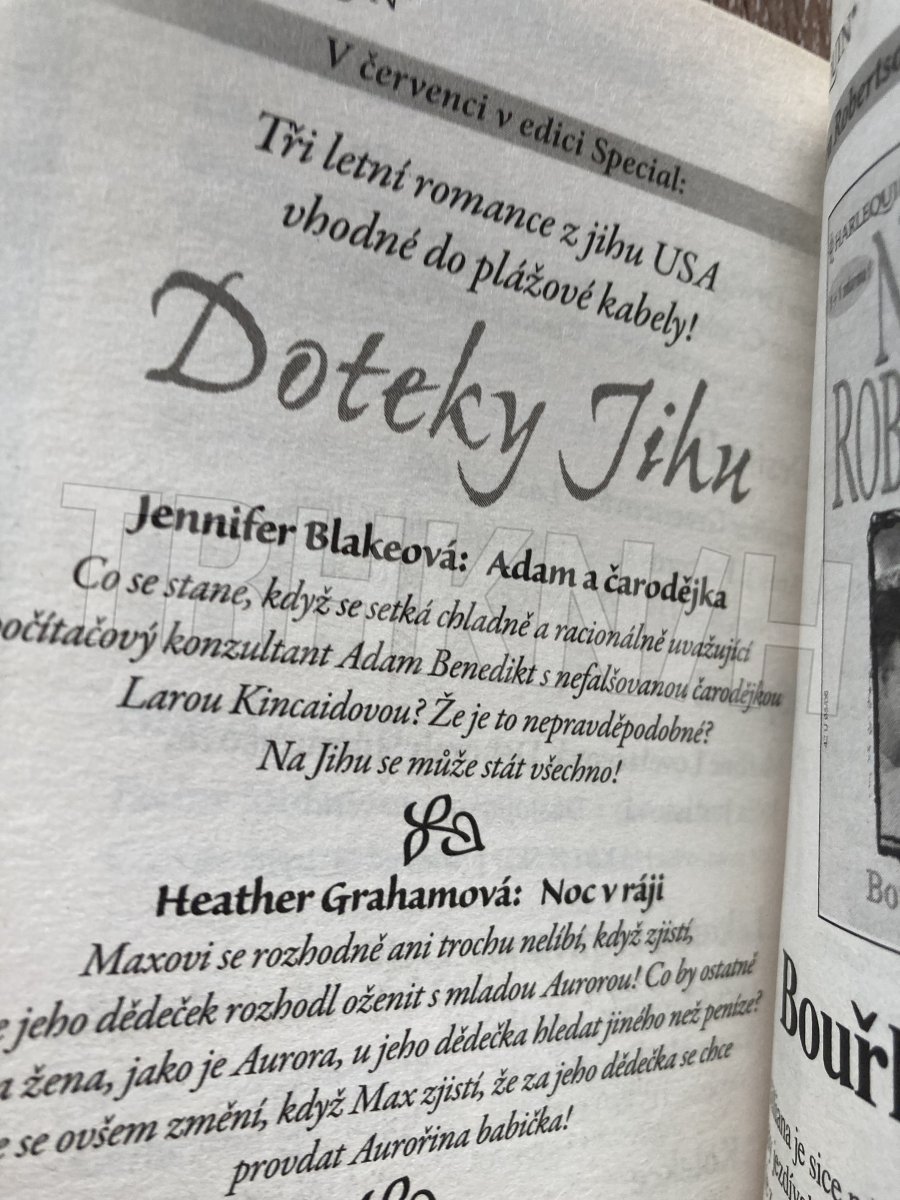 V červenci v edici Special:
Tři letní romance z jihu USA
vhodné do plážové kabely!
Doteky Jihu
Jennifer Blakeová: Adam a čarodějka
Co se stane, když se setká chladně a racionálně uvažující
počítačový konzultant Adam Benedikt s nefalšovanou čarodějkou
Larou Kincaidovou? Že je to nepravděpodobné?
Na Jihu se může stát všechno!
Heather Grahamová: Noc v ráji
Maxovi se rozhodně ani trochu nelíbí, když zjistí,
jeho dědeček rozhodl oženit s mladou Aurorou! Co by ostatně
žena, jako je Aurora, u jeho dědečka hledat jiného než peníze?
se ovšem změní, když Max zjistí, že za jeho dědečka se chce
provdat Aurořina babička!
HARLEQU
ROB
Bo
Bouř
je sice